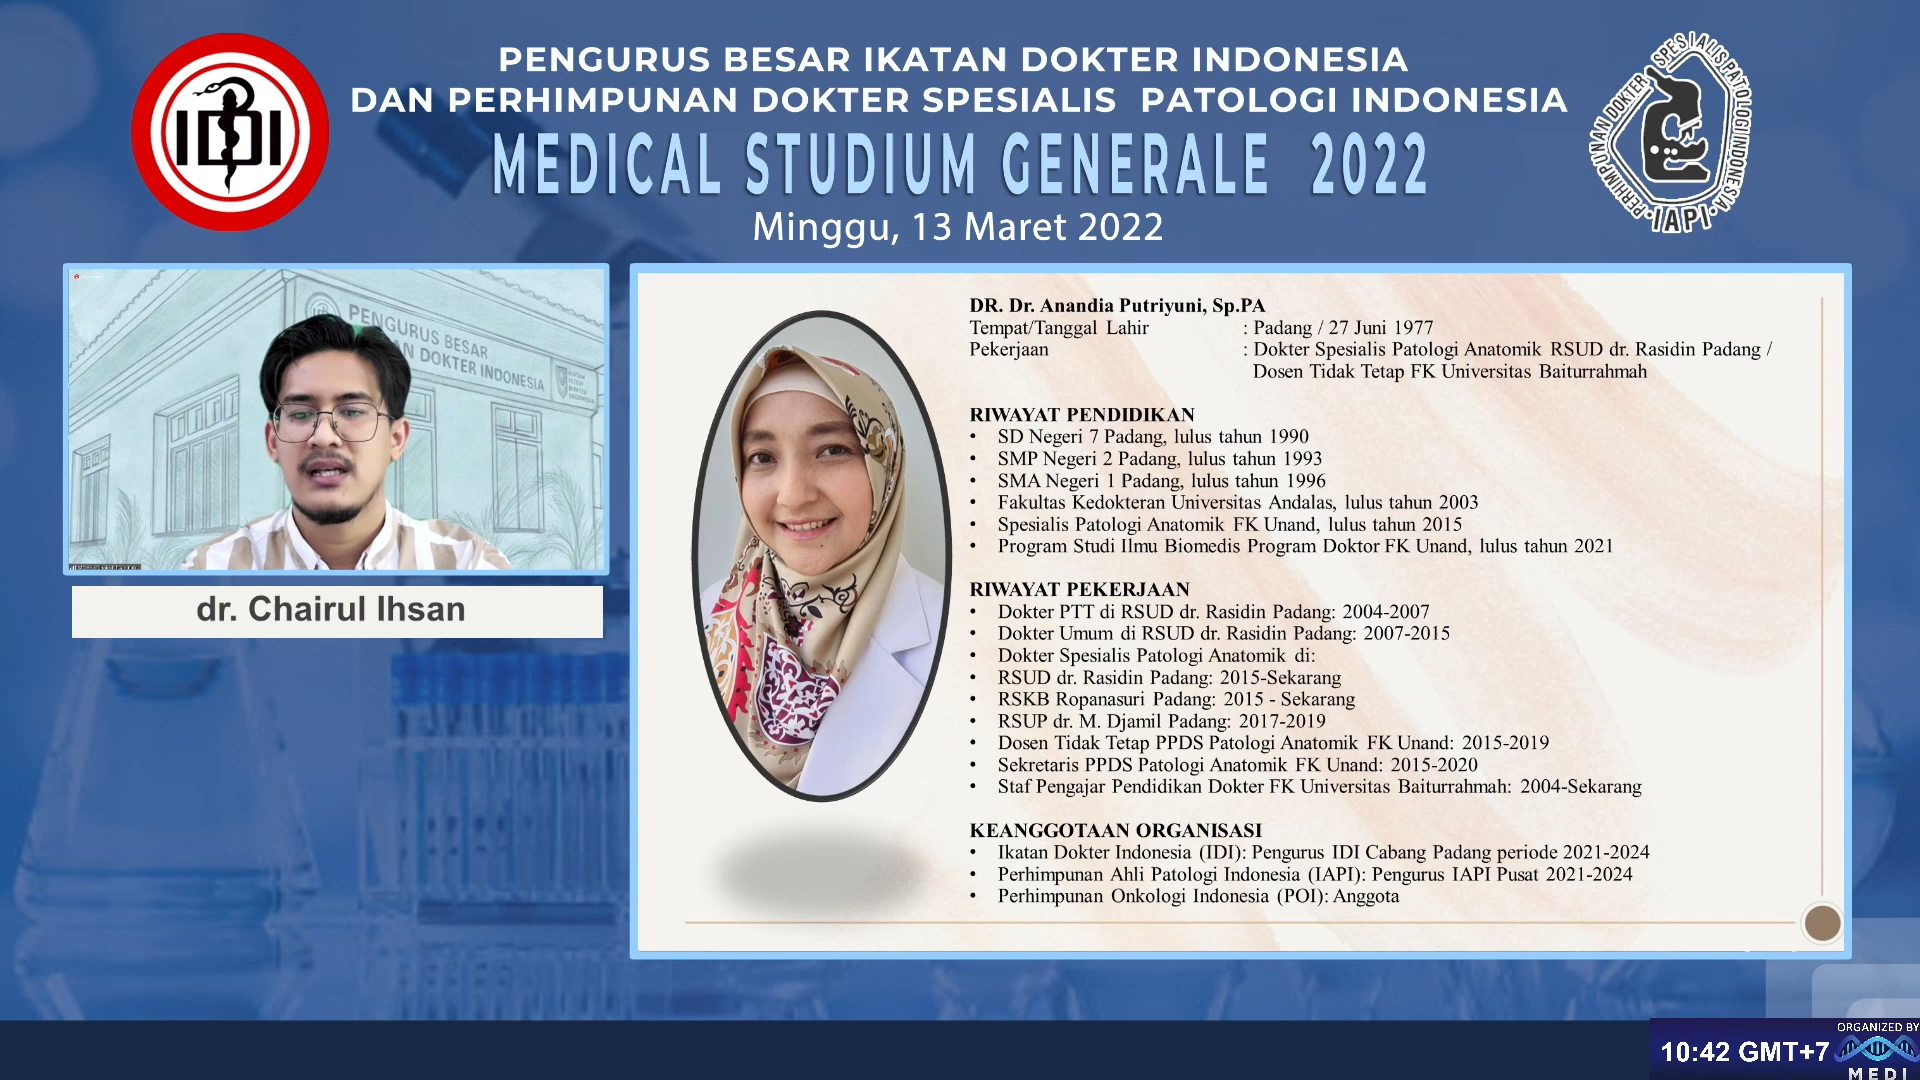 PENGURUS BESAR IKATAN DOKTER INDONESIA
DAN PERHIMPUNAN DOKTER SPESIALIS PATOLOGI INDONESIA
MEDICAL STUDIUM GENERALE 2022
Minggu, 13 Maret 2022
IDI
PERHIMPUNAN DOKTER SPESIALIS PATOLOGI INDONESIA
IAPI
PENGURUS BESAR
AN DOKTER INDONESIA
IKATAN
DOKTER
INDONESIA
dr. Chairul Ihsan
DR. Dr. Anandia Putriyuni, Sp.PA
Tempat/Tanggal Lahir : Padang / 27 Juni 1977
Pekerjaan : Dokter Spesialis Patologi Anatomik RSUD dr. Rasidin Padang /
Dosen Tidak Tetap FK Universitas Baiturrahmah
RIWAYAT PENDIDIKAN
• SD Negeri 7 Padang, lulus tahun 1990
• SMP Negeri 2 Padang, lulus tahun 1993
• SMA Negeri 1 Padang, lulus tahun 1996
• Fakultas Kedokteran Universitas Andalas, lulus tahun 2003
• Spesialis Patologi Anatomik FK Unand, lulus tahun 2015
• Program Studi Ilmu Biomedis Program Doktor FK Unand, lulus tahun 2021
RIWAYAT PEKERJAAN
• Dokter PTT di RSUD dr. Rasidin Padang: 2004-2007
• Dokter Umum di RSUD dr. Rasidin Padang: 2007-2015
• Dokter Spesialis Patologi Anatomik di:
• RSUD dr. Rasidin Padang: 2015-Sekarang
• RSKB Ropanasuri Padang: 2015 - Sekarang
• RSUP dr. M. Djamil Padang: 2017-2019
• Dosen Tidak Tetap PPDS Patologi Anatomik FK Unand: 2015-2019
• Sekretaris PPDS Patologi Anatomik FK Unand: 2015-2020
• Staf Pengajar Pendidikan Dokter FK Universitas Baiturrahmah: 2004-Sekarang
KEANGGOTAAN ORGANISASI
• Ikatan Dokter Indonesia (IDI): Pengurus IDI Cabang Padang periode 2021-2024
• Perhimpunan Ahli Patologi Indonesia (IAPI): Pengurus IAPI Pusat 2021-2024
• Perhimpunan Onkologi Indonesia (POI): Anggota
10:42 GMT+7
ORGANIZED BY
MEDI